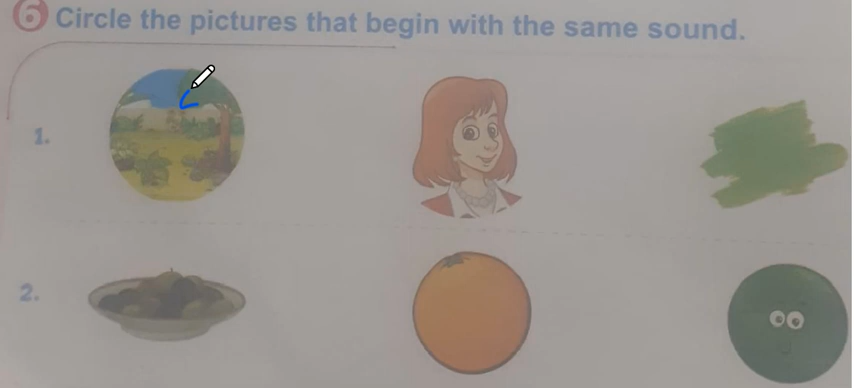 6 Circle the pictures that begin with the same sound.
1.
2.